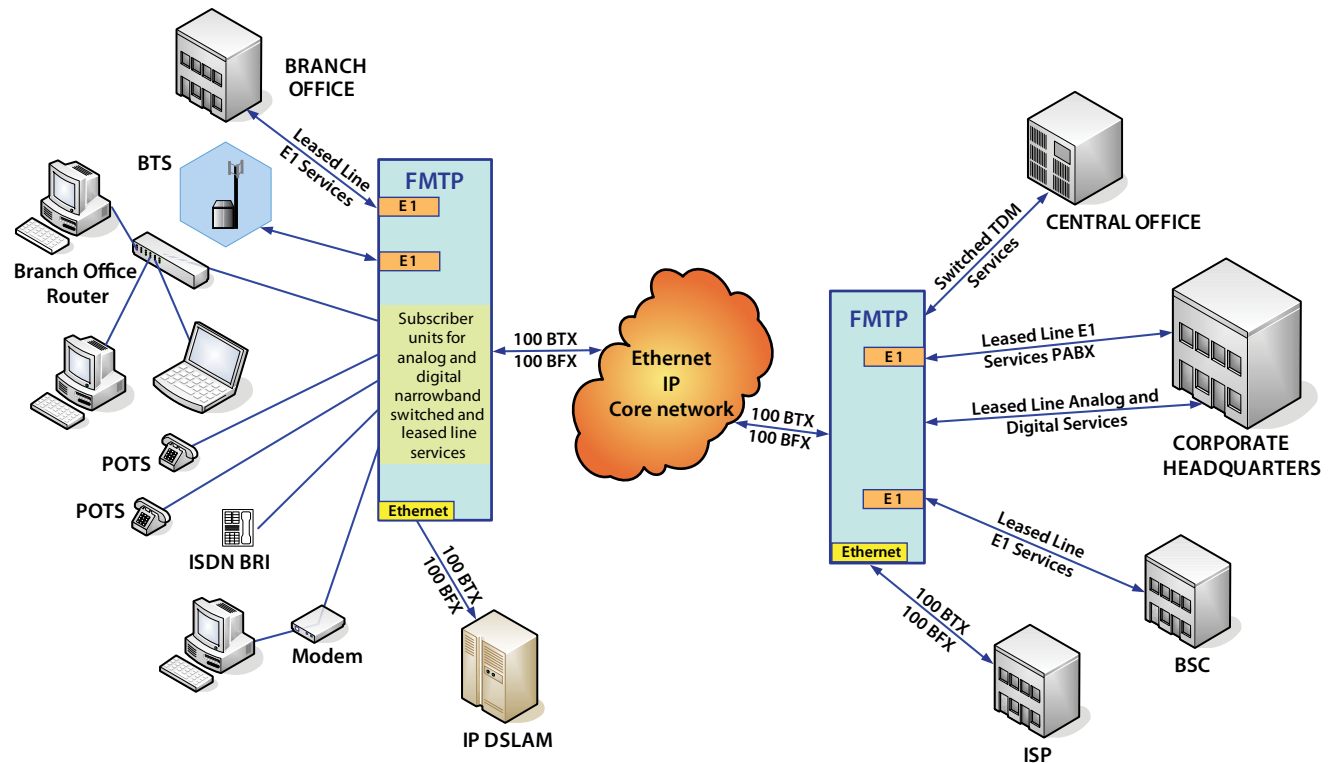 BRANCH
OFFICE
Leased Line
E1 Services
BTS
Branch Office
Router
POTS
POTS
ISDN BRI
Modem
FMTP
E 1
E 1
Subscriber
units for
analog and
digital
narrowband
switched and
leased line
services
Ethernet
100 BTX
100 BFX
IP DSLAM
100 BTX
100 BFX
Ethernet
IP
Core network
100 BTX
100 BFX
FMTP
E 1
E 1
Ethernet
Switched TDM
Services
CENTRAL OFFICE
Leased Line E1
Services PABX
Leased Line Analog and
Digital Services
CORPORATE
HEADQUARTERS
Leased Line
E1 Services
BSC
100 BTX
100 BFX
ISP